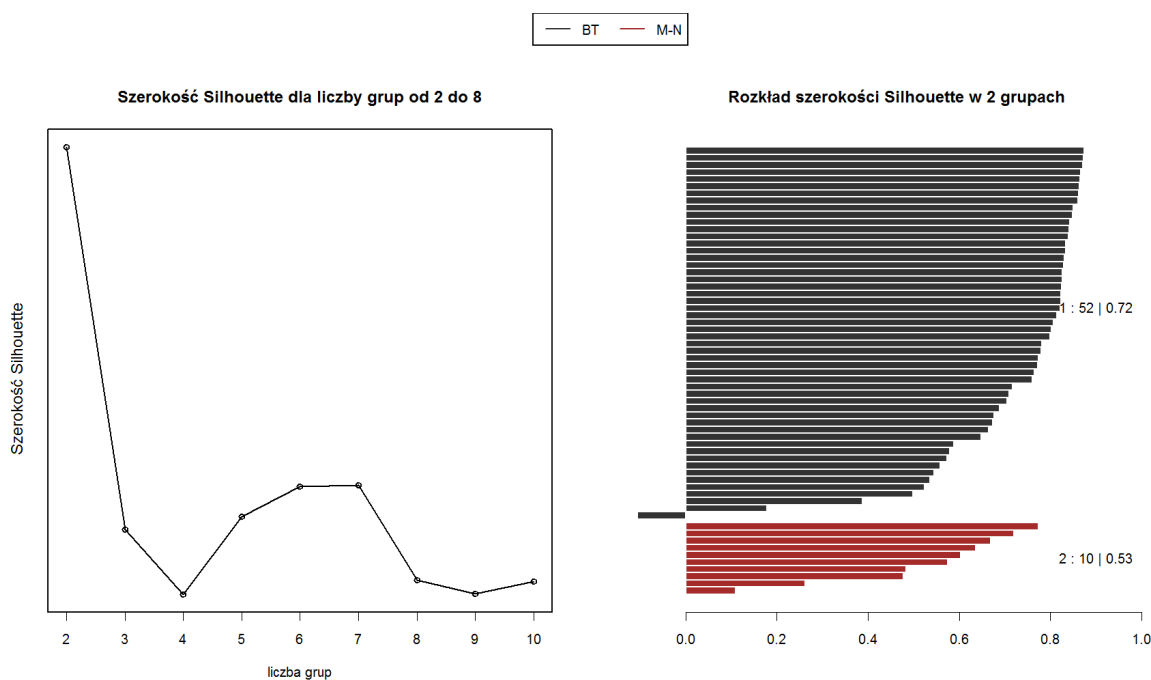 BT M-N
Szerokość Silhouette dla liczby grup od 2 do 8
Szerokość Silhouette
2 3 4 5 6 7 8 9 10
liczba grup
Rozkład szerokości Silhouette w 2 grupach
1 : 52 | 0.72
2 : 10 | 0.53
0.0 0.2 0.4 0.6 0.8 1.0